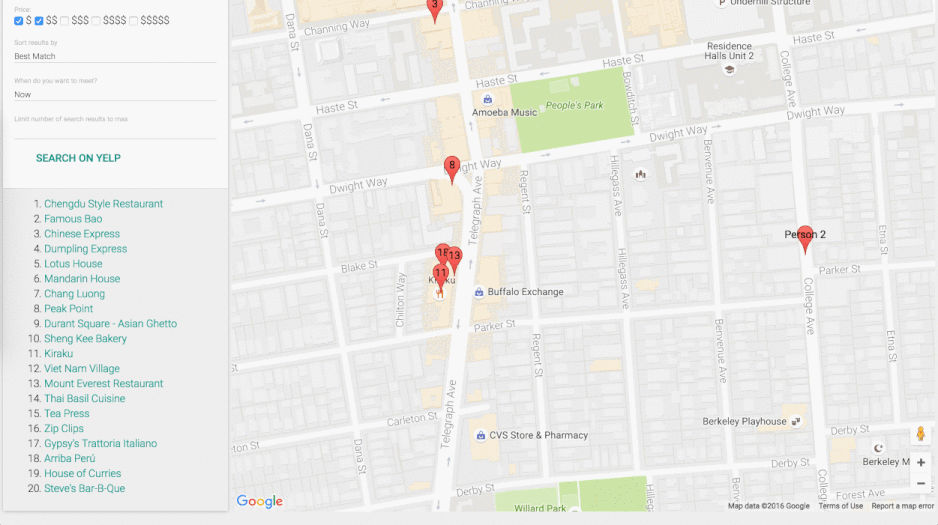 Price:
$ $$ $$$ $$$$ $$$$$
Sort results by
Best Match
When do you want to meet?
Now
Limit number of search results to max
SEARCH ON YELP
1. Chengdu Style Restaurant
2. Famous Bao
3. Chinese Express
4. Dumpling Express
5. Lotus House
6. Mandarin House
7. Chang Luong
8. Peak Point
9. Durant Square - Asian Ghetto
10. Sheng Kee Bakery
11. Kiraku
12. Viet Nam Village
13. Mount Everest Restaurant
14. Thai Basil Cuisine
15. Tea Press
16. Zip Clips
17. Gypsy's Trattoria Italiano
18. Arriba Perú
19. House of Curries
20. Steve's Bar-B-Que
3
Underhill Structure
Channing Way
Channing Way
Dana St
Residence
Halls Unit 2
College Ave
Haste St
Haste St
Haste St
Bowditch St
Amoeba Music
People's Park
Dwight Way
Dwight Way
Dana St
8
Dwight Way
Dwight Way
Hillegass Ave
Benvenue Ave
Regent St
Telegraph Ave
Dana St
Person 2
Etna St
Blake St
15
13
11
Hillegass Ave
Parker St
Chilton Way
Buffalo Exchange
College Ave
Parker St
Regent St
Benvenue Ave
Etna St
Telegraph Ave
Carleton St
Berkeley Playhouse
Derby St
CVS Store & Pharmacy
Dana St
Berkeley M
Derby St
Derby St
Forest Ave
College
Google
Willard Park
Map data ©2016 Google
Terms of Use
Report a map error